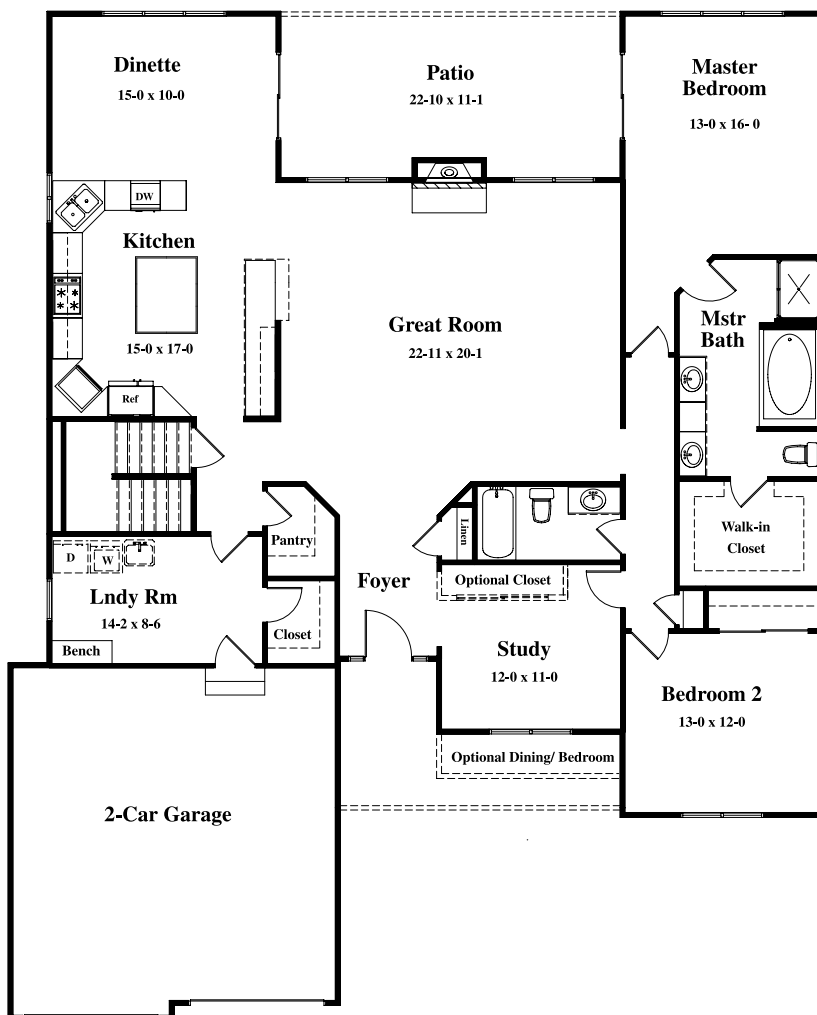 Dinette
15-0 x 10-0
Patio
22-10 x 11-1
Master
Bedroom
13-0 x 16- 0
DW
Kitchen
15-0 x 17-0
Ref
Great Room
22-11 x 20-1
Mstr
Bath
Walk-in
Closet
Pantry
Linen
D
W
Lndy Rm
14-2 x 8-6
Bench
Closet
Foyer
Optional Closet
Study
12-0 x 11-0
Optional Dining/ Bedroom
Bedroom 2
13-0 x 12-0
2-Car Garage